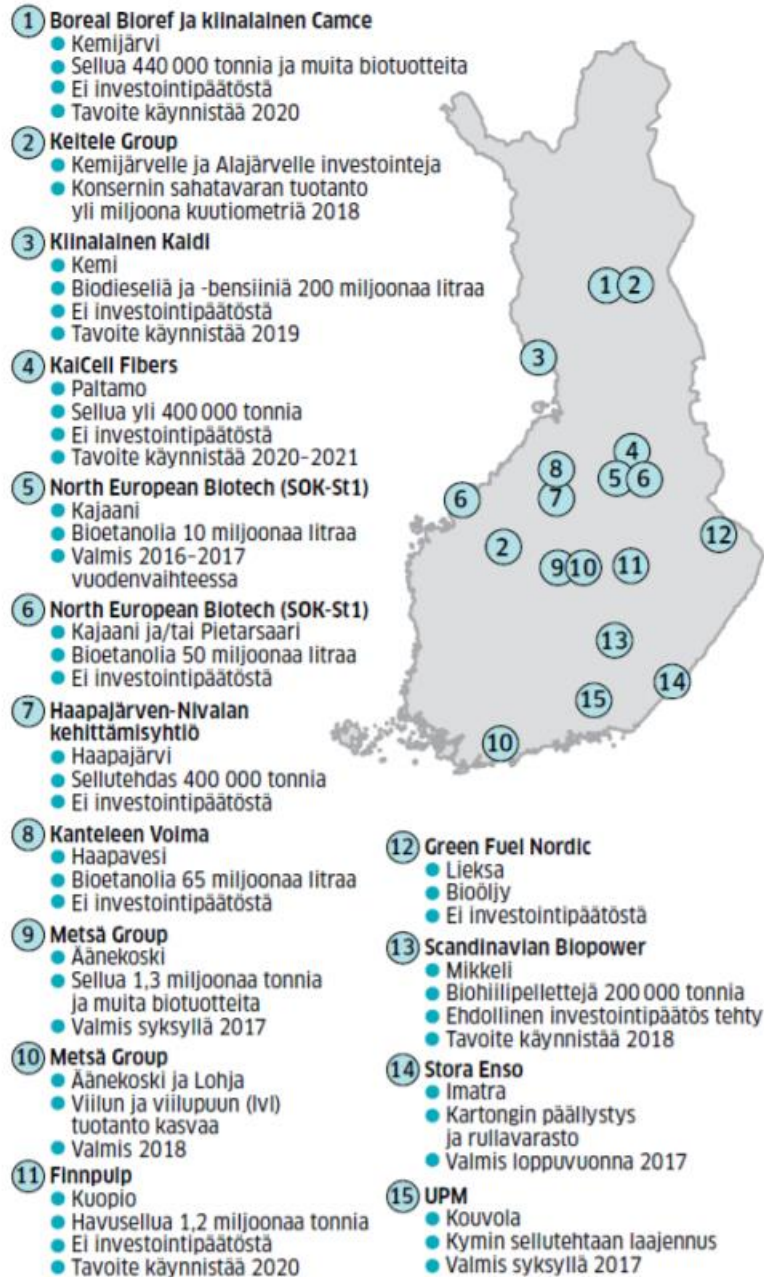 1 Boreal Bioref ja kiinalainen Camce
● Kemijärvi
● Sellua 440 000 tonnia ja muita biotuotteita
● Ei investointipäätöstä
● Tavoite käynnistää 2020
2 Keitele Group
● Kemijärvelle ja Alajärvelle investointeja
● Konsernin sahatavaran tuotanto
yli miljoona kuutiometriä 2018
3 Kiinalainen Kaidi
● Kemi
● Biodieseliä ja -bensiiniä 200 miljoonaa litraa
● Ei investointipäätöstä
● Tavoite käynnistää 2019
4 KaiCell Fibers
● Paltamo
● Sellua yli 400 000 tonnia
● Ei investointipäätöstä
● Tavoite käynnistää 2020–2021
5 North European Biotech (SOK-St1)
● Kajaani
● Bioetanolia 10 miljoonaa litraa
● Valmis 2016–2017
vuodenvaihteessa
6 North European Biotech (SOK-St1)
● Kajaani ja/tai Pietarsaari
● Bioetanolia 50 miljoonaa litraa
● Ei investointipäätöstä
7 Haapajärven-Nivalan
kehittämisyhtiö
● Haapajärvi
● Sellutehdas 400 000 tonnia
● Ei investointipäätöstä
8 Kanteleen Voima
● Haapavesi
● Bioetanolia 65 miljoonaa litraa
● Ei investointipäätöstä
9 Metsä Group
● Äänekoski
● Sellua 1,3 miljoonaa tonnia
ja muita biotuotteita
● Valmis syksyllä 2017
10 Metsä Group
● Äänekoski ja Lohja
● Viilun ja viilupuun (lvl)
tuotanto kasvaa
● Valmis 2018
11 Finnpulp
● Kuopio
● Havusellua 1,2 miljoonaa tonnia
● Ei investointipäätöstä
● Tavoite käynnistää 2020
12 Green Fuel Nordic
● Lieksa
● Bioöljy
● Ei investointipäätöstä
13 Scandinavian Biopower
● Mikkeli
● Biohiilipellettejä 200 000 tonnia
● Ehdollinen investointipäätös tehty
● Tavoite käynnistää 2018
14 Stora Enso
● Imatra
● Kartongin päällystys
ja rullavarasto
● Valmis loppuvuonna 2017
15 UPM
● Kouvola
● Kymin sellutehtaan laajennus
● Valmis syksyllä 2017
1 2
3
4
8
5 6
6 7
12
2
9 10 11
13
14
15
10